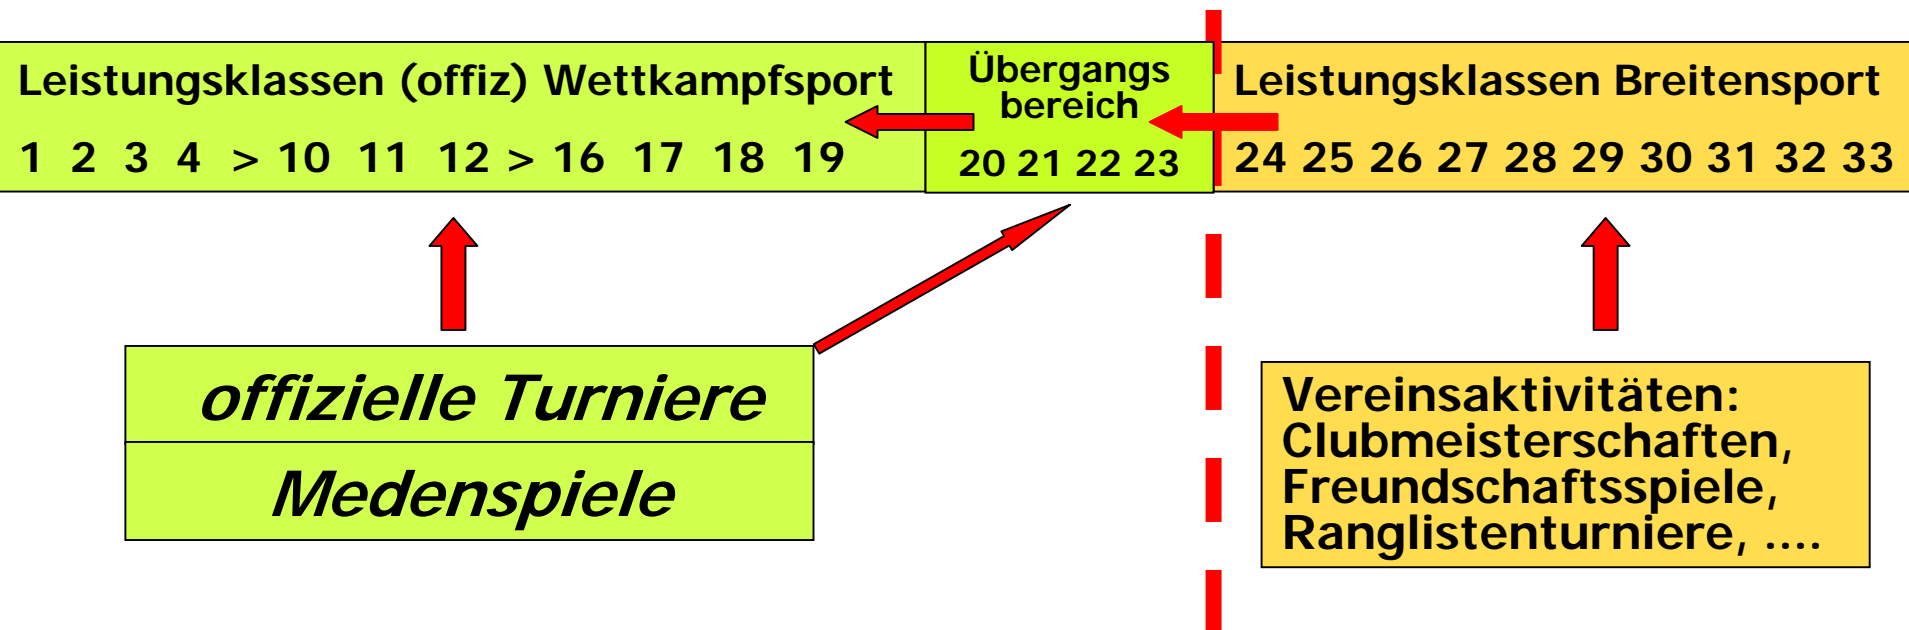 Leistungsklassen (offiz) Wettkampfsport
1 2 3 4 > 10 11 12 > 16 17 18 19
Übergangs
bereich
20 21 22 23
Leistungsklassen Breitensport
24 25 26 27 28 29 30 31 32 33
offizielle Turniere
Medenspiele
Vereinsaktivitäten:
Clubmeisterschaften,
Freundschaftsspiele,
Ranglistenturniere, ....